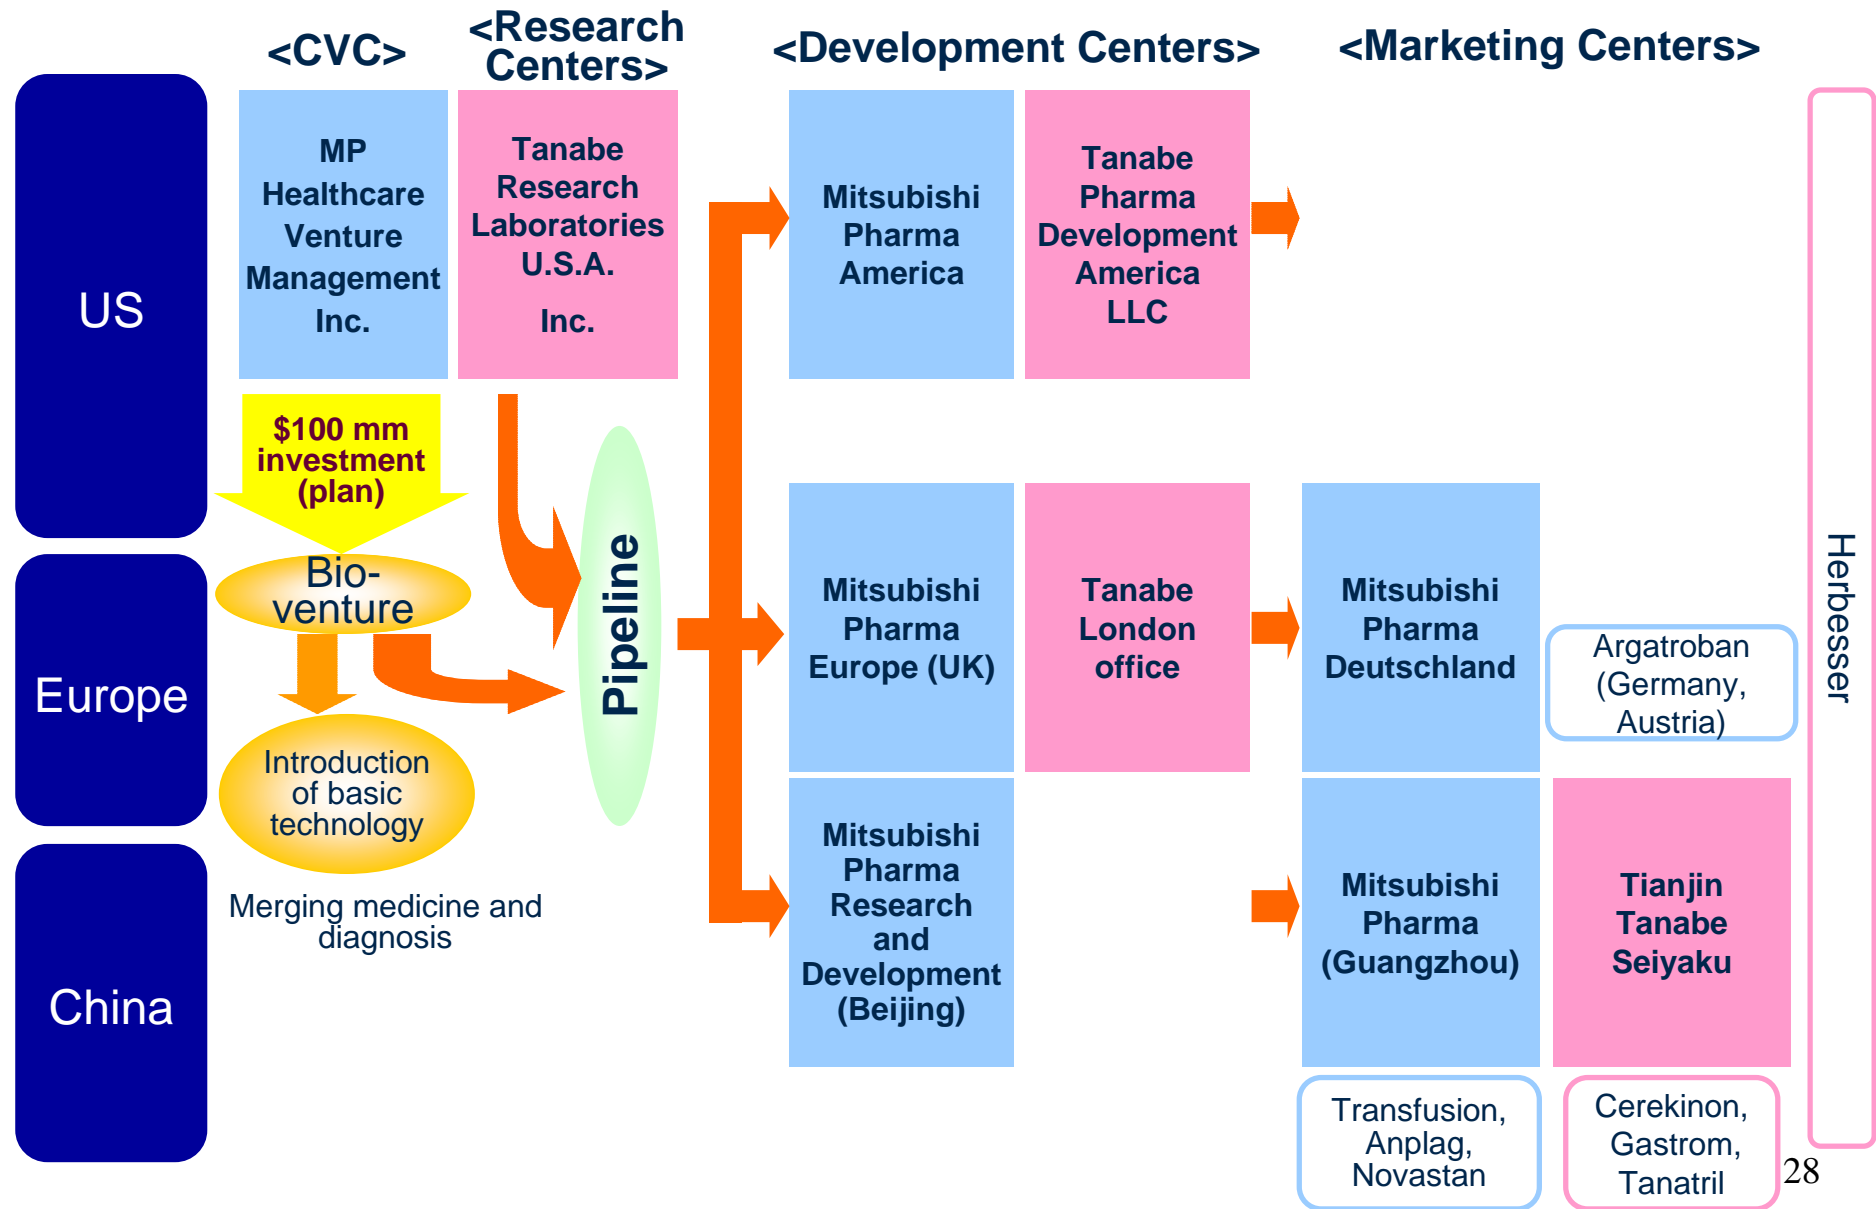 <CVC>
<Research
Centers>
<Development Centers>
<Marketing Centers>
US
MP
Healthcare
Venture
Management
Inc.
Tanabe
Research
Laboratories
U.S.A.
Inc.
Mitsubishi
Pharma
America
Tanabe
Pharma
Development
America
LLC
$100 mm
investment
(plan)
Bio-
venture
Pipeline
Europe
Introduction
of basic
technology
Merging medicine and
diagnosis
Mitsubishi
Pharma
Europe (UK)
Tanabe
London
office
Mitsubishi
Pharma
Deutschland
Argatroban
(Germany,
Austria)
Herbesser
China
Mitsubishi
Pharma
Research
and
Development
(Beijing)
Mitsubishi
Pharma
(Guangzhou)
Tianjin
Tanabe
Seiyaku
Transfusion,
Anplag,
Novastan
Cerekinon,
Gastrom,
Tanatril
28